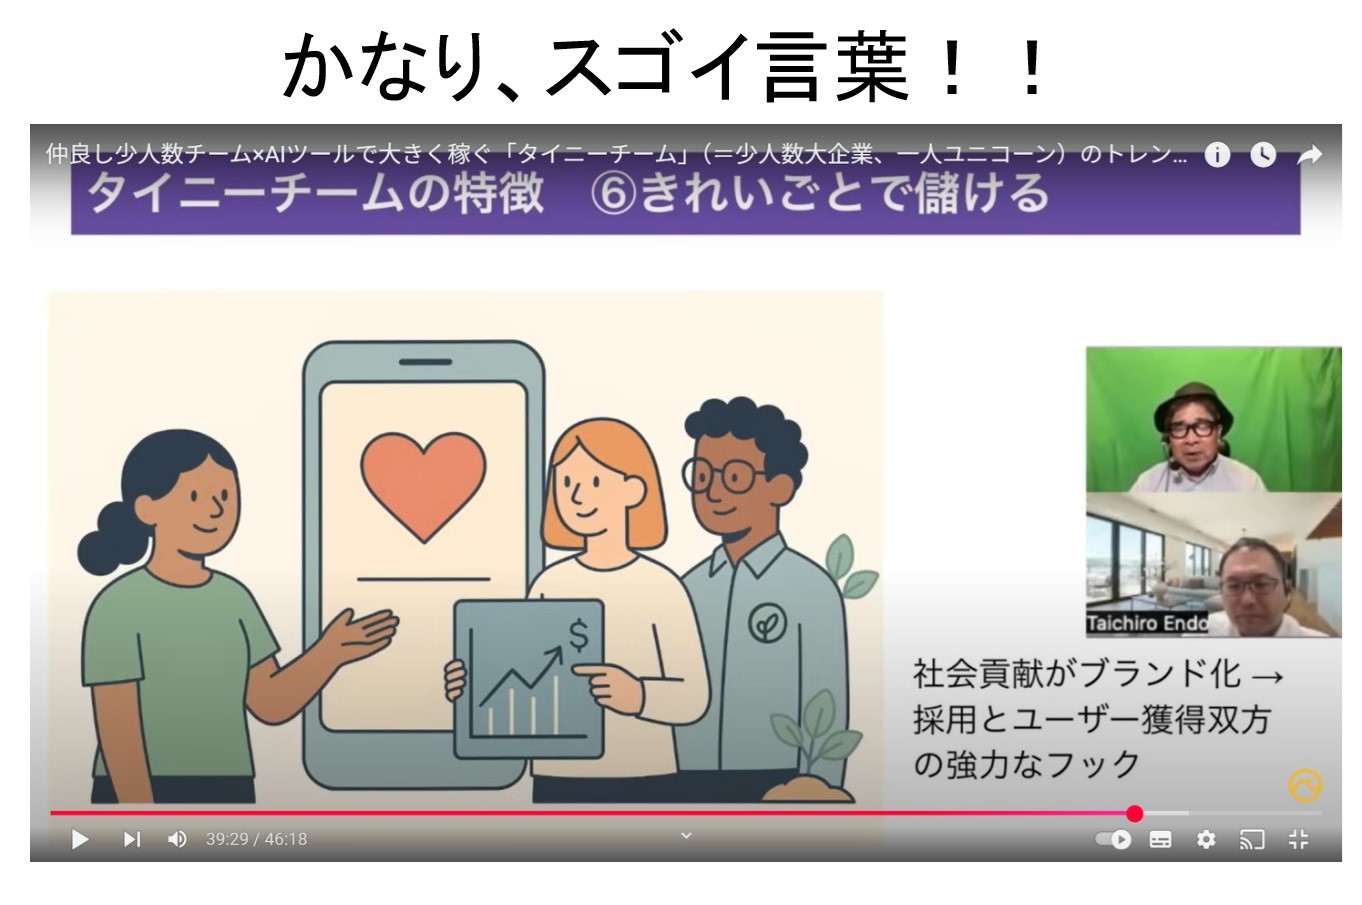 かなり、スゴイ言葉！！
仲良し少人数チーム×AIツールで大きく稼ぐ「タイニーチーム」（＝少人数大企業、一人ユニコーン）のトレン...
タイニーチームの特徴　⑥きれいごとで儲ける
$
Taichiro Endo
社会貢献がブランド化 →
採用とユーザー獲得双方
の強力なフック
39:29 / 46:18